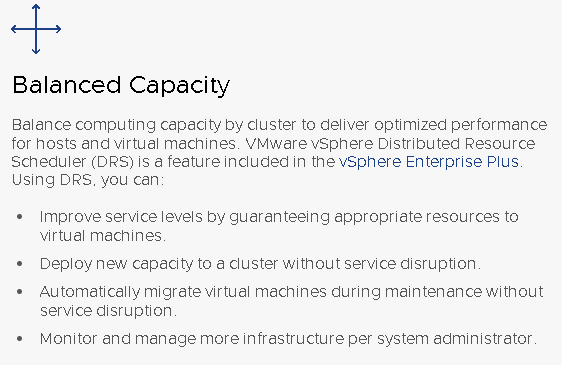 Balanced Capacity
Balance computing capacity by cluster to deliver optimized performance
for hosts and virtual machines. VMware vSphere Distributed Resource
Scheduler (DRS) is a feature included in the vSphere Enterprise Plus.
Using DRS, you can:
• Improve service levels by guaranteeing appropriate resources to
virtual machines.
• Deploy new capacity to a cluster without service disruption.
• Automatically migrate virtual machines during maintenance without
service disruption.
• Monitor and manage more infrastructure per system administrator.